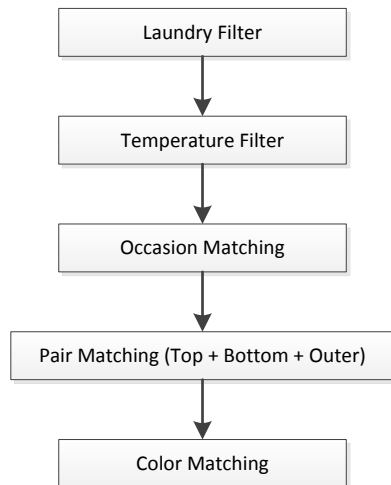 Laundry Filter
Temperature Filter
Occasion Matching
Pair Matching (Top + Bottom + Outer)
Color Matching